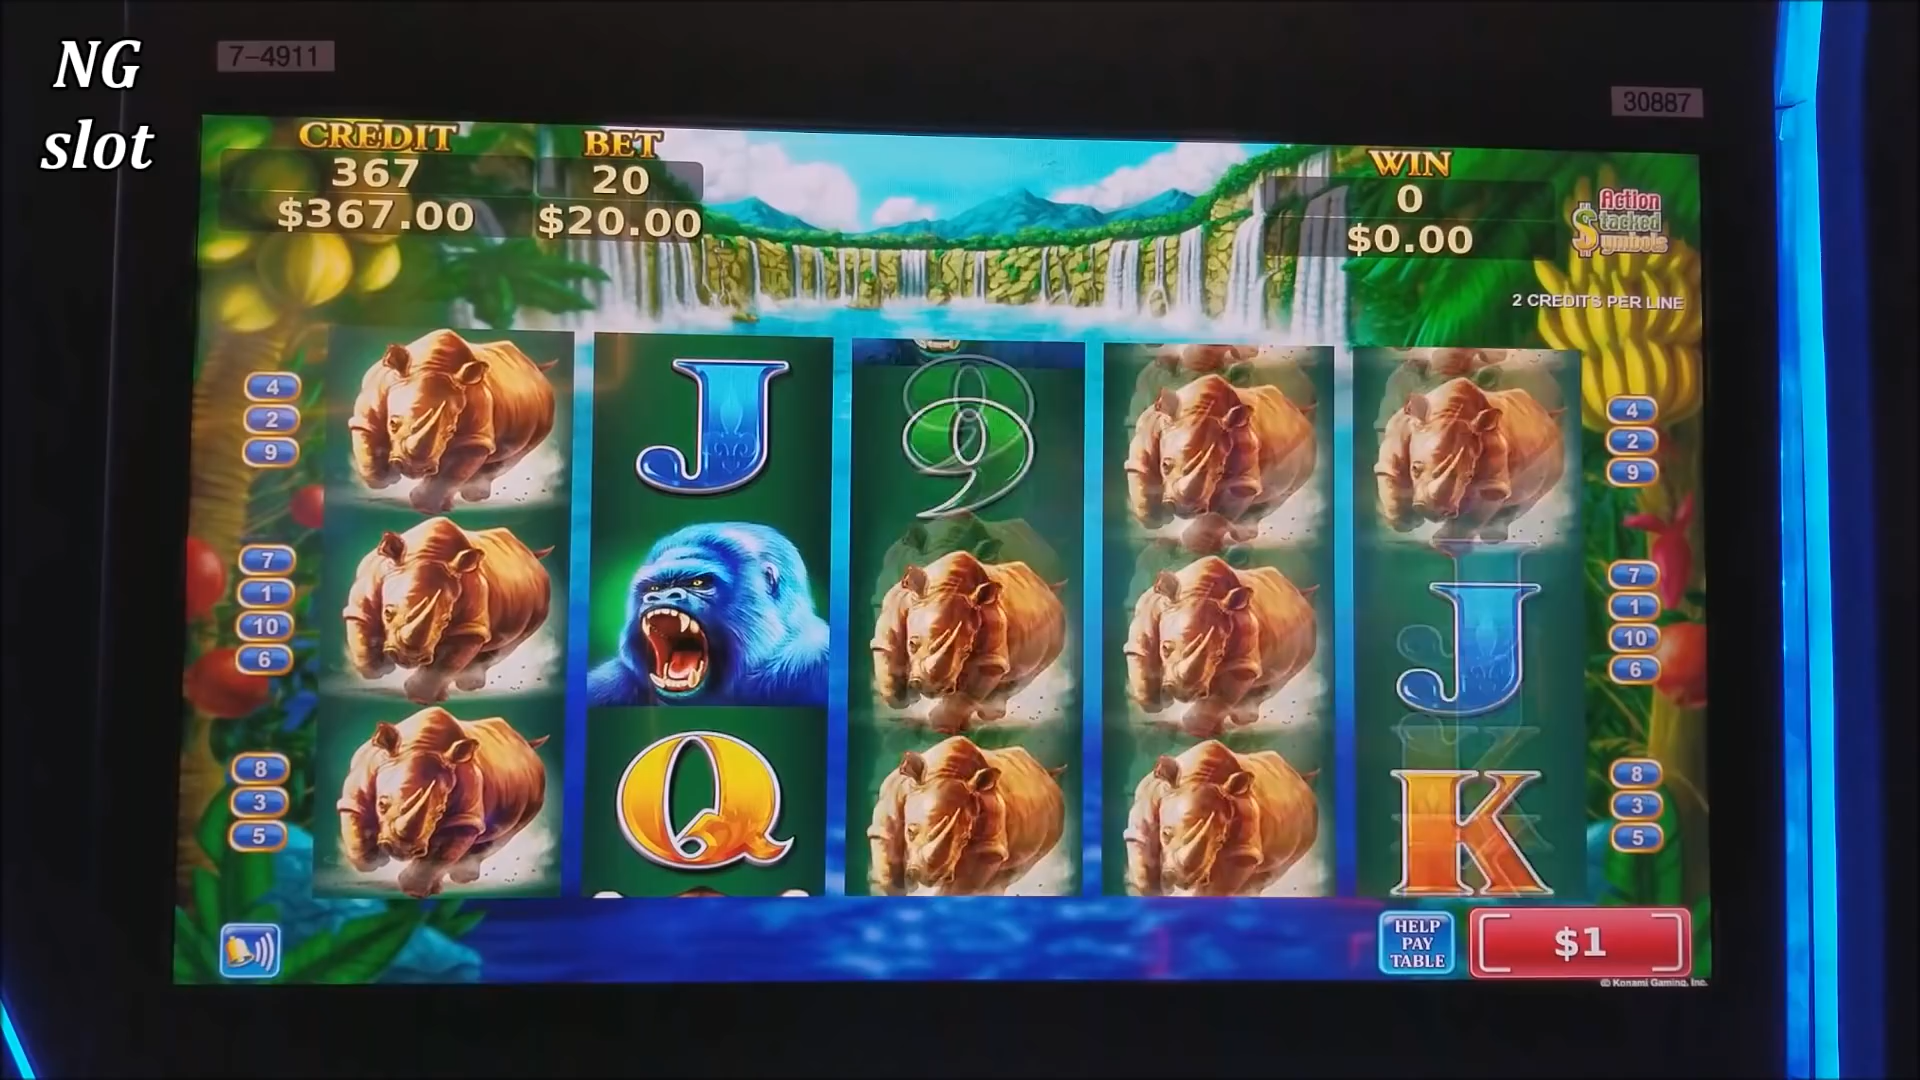 NG
slot
7-4911
30887
CREDIT
367
$367.00
BET
20
$20.00
WIN
0
$0.00
Action
$tacked
$ymbols
2 CREDITS PER LINE
4
2
9
7
1
10
6
8
3
5
J
9
Q
J
K
4
2
9
7
1
10
6
8
3
5
HELP
PAY
TABLE
$1
© Konami Gaming, Inc.